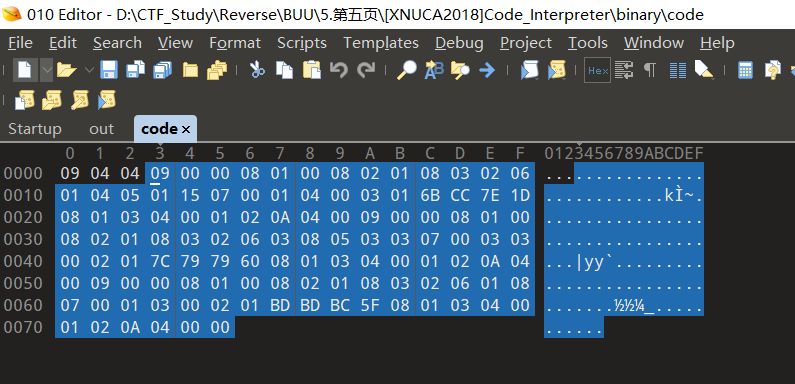 010 Editor - D:\CTF_Study\Reverse\BUU\5.第五页\[XNUCA2018]Code_Interpreter\binary\code
File Edit Search View Format Scripts Templates Debug Project Tools Window Help
Hex
Startup out code ×
0 1 2 3 4 5 6 7 8 9 A B C D E F 0123456789ABCDEF
0000 09 04 04 09 00 00 08 01 00 08 02 01 08 03 02 06 ................
0010 01 04 05 01 15 07 00 01 04 00 03 01 6B CC 7E 1D ............kÌ~.
0020 08 01 03 04 00 01 02 0A 04 00 09 00 00 08 01 00 ................
0030 08 02 01 08 03 02 06 03 08 05 03 03 07 00 03 03 ................
0040 00 02 01 7C 79 79 60 08 01 03 04 00 01 02 0A 04 ...|yy`.........
0050 00 09 00 00 08 01 00 08 02 01 08 03 02 06 01 08 ................
0060 07 00 01 03 00 02 01 BD BD BC 5F 08 01 03 04 00 .......½½¼_.....
0070 01 02 0A 04 00 00 ......